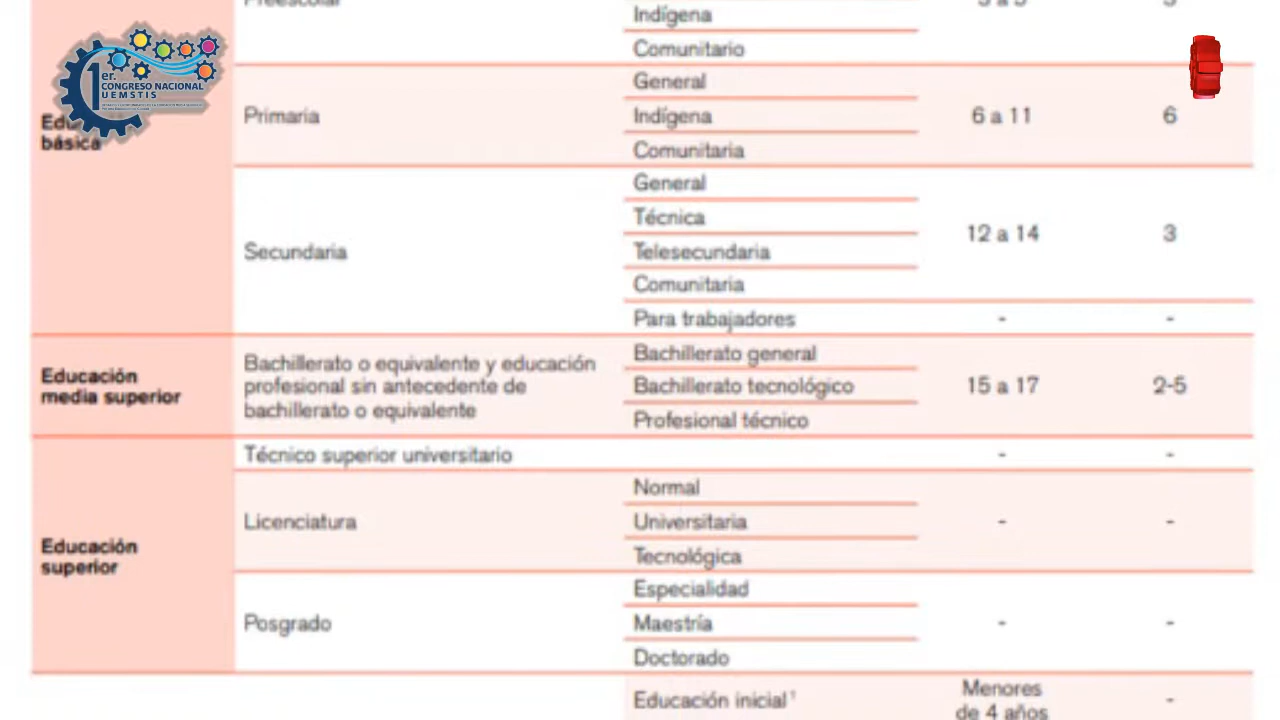 Preescolar
Indígena
Comunitario
1er.
CONGRESO NACIONAL
UEMSTIS
básica
Primaria
General
Indígena
Comunitaria
6 a 11
6
Secundaria
General
Técnica
Telesecundaria
Comunitaria
12 a 14
3
Para trabajadores
-
-
Educación
media superior
Bachillerato o equivalente y educación
profesional sin antecedente de
bachillerato o equivalente
Bachillerato general
Bachillerato tecnológico
Profesional técnico
15 a 17
2-5
Educación
superior
Técnico superior universitario
-
-
Licenciatura
Normal
Universitaria
Tecnológica
-
-
Posgrado
Especialidad
Maestría
Doctorado
-
-
Educación inicial¹
Menores
de 4 años
-